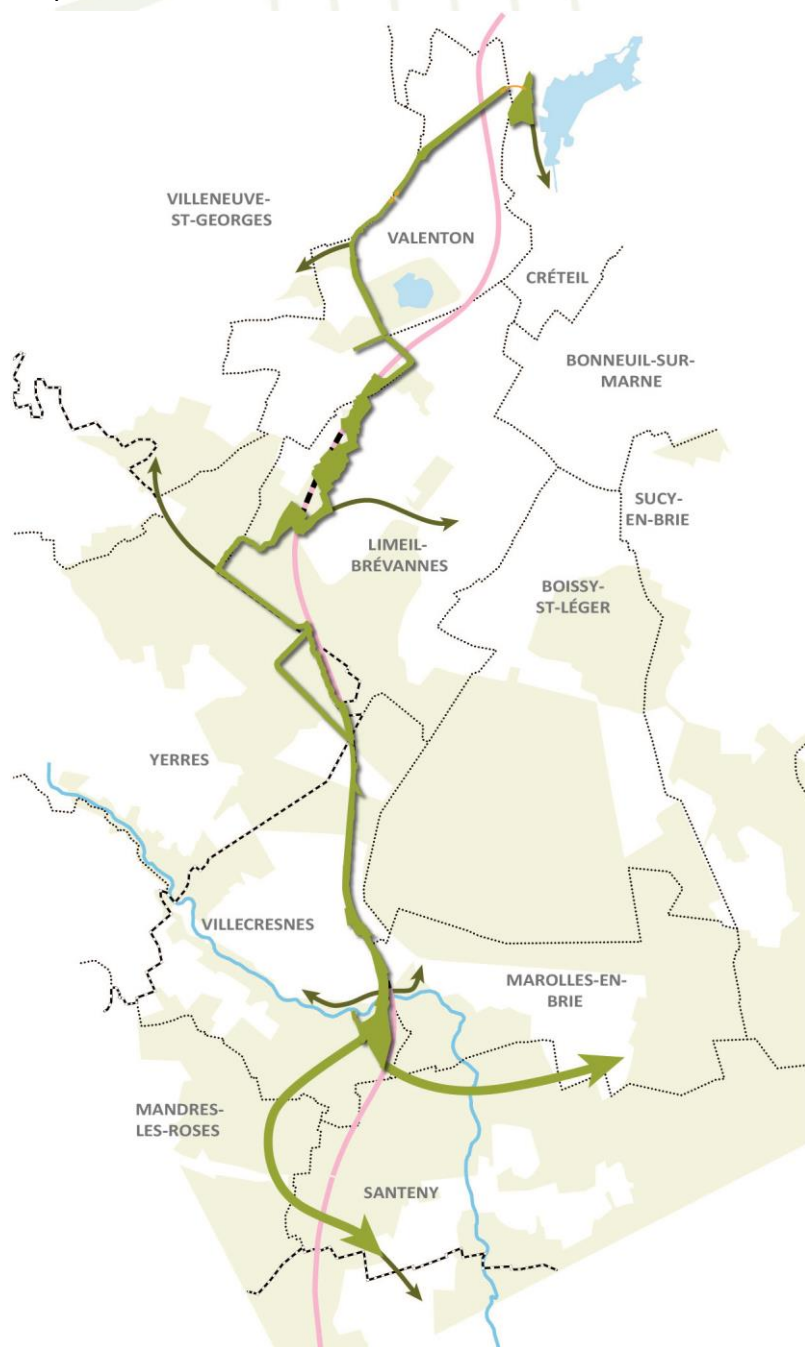 VILLENEUVE-
ST-GEORGES
VALENTON
CRÉTEIL
BONNEUIL-SUR-
MARNE
SUCY-
EN-BRIE
LIMEIL-
BRÉVANNES
BOISSY-
ST-LÉGER
YERRES
VILLECRESNES
MAROLLES-EN-
BRIE
MANDRES-
LES-ROSES
SANTENY